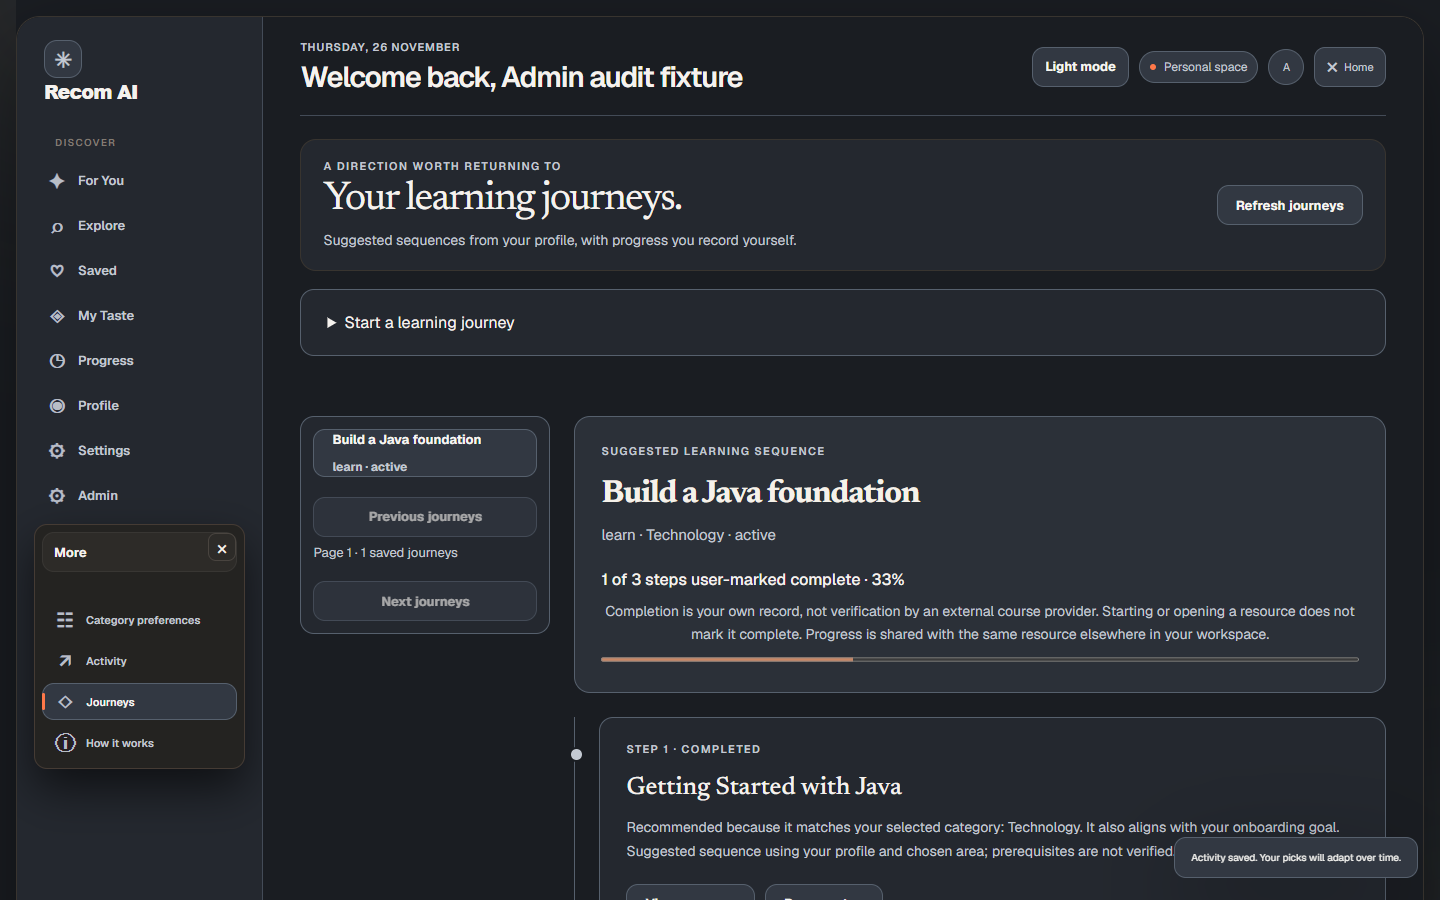 Recom AI
DISCOVER
For You
Explore
Saved
My Taste
Progress
Profile
Settings
Admin
More
Category preferences
Activity
Journeys
How it works
THURSDAY, 26 NOVEMBER
Welcome back, Admin audit fixture
Light mode
Personal space
A
Home
A DIRECTION WORTH RETURNING TO
Your learning journeys.
Suggested sequences from your profile, with progress you record yourself.
Refresh journeys
Start a learning journey
Build a Java foundation
learn · active
Previous journeys
Page 1 · 1 saved journeys
Next journeys
SUGGESTED LEARNING SEQUENCE
Build a Java foundation
learn · Technology · active
1 of 3 steps user-marked complete · 33%
Completion is your own record, not verification by an external course provider. Starting or opening a resource does not
mark it complete. Progress is shared with the same resource elsewhere in your workspace.
STEP 1 · COMPLETED
Getting Started with Java
Recommended because it matches your selected category: Technology. It also aligns with your onboarding goal.
Suggested sequence using your profile and chosen area; prerequisites are not verified.
Activity saved. Your picks will adapt over time.